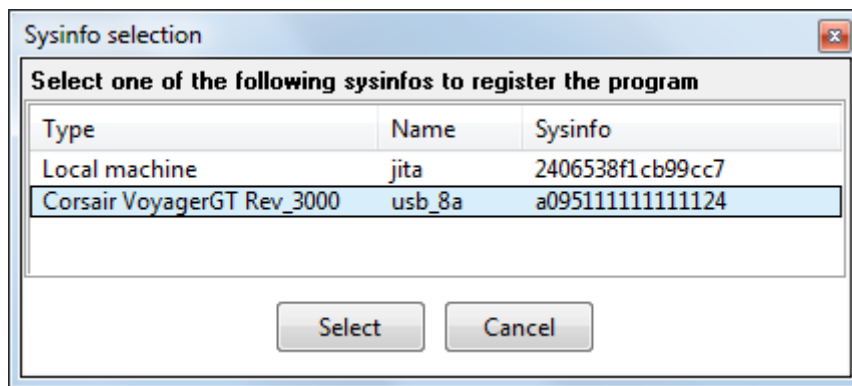 Sysinfo selection
Select one of the following sysinfos to register the program
Type Name Sysinfo
Local machine jita 2406538f1cb99cc7
Corsair VoyagerGT Rev_3000 usb_8a a095111111111124
Select Cancel